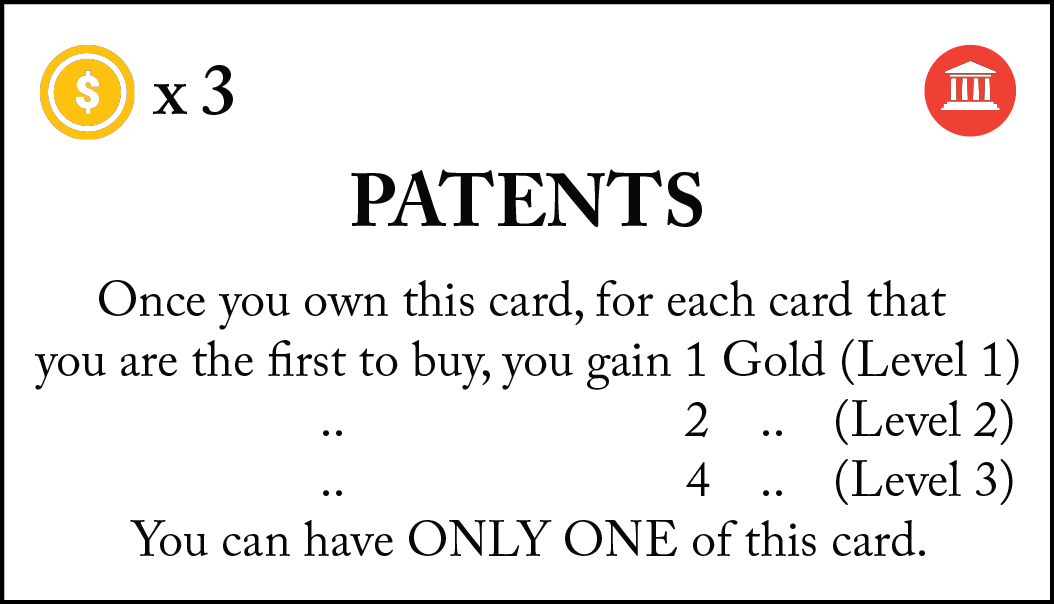 $ x 3
PATENTS
Once you own this card, for each card that
you are the first to buy, you gain 1 Gold (Level 1)
.. 2 .. (Level 2)
.. 4 .. (Level 3)
You can have ONLY ONE of this card.